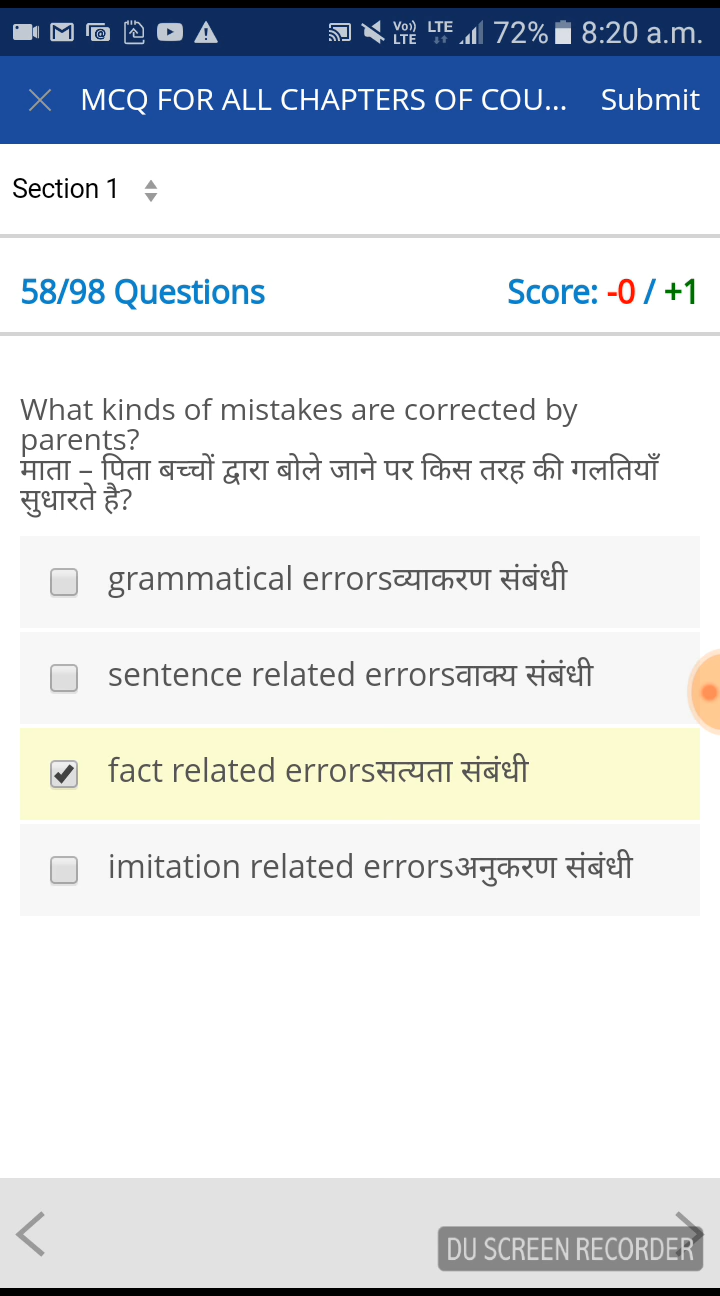 Vo)) LTE LTE 72% 8:20 a.m.
MCQ FOR ALL CHAPTERS OF COU... Submit
Section 1
58/98 Questions Score: -0 / +1
What kinds of mistakes are corrected by
parents?
माता – पिता बच्चों द्वारा बोले जाने पर किस तरह की गलतियाँ
सुधारते है?
grammatical errorsव्याकरण संबंधी
sentence related errorsवाक्य संबंधी
fact related errorsसत्यता संबंधी
imitation related errorsअनुकरण संबंधी
DU SCREEN RECORDER